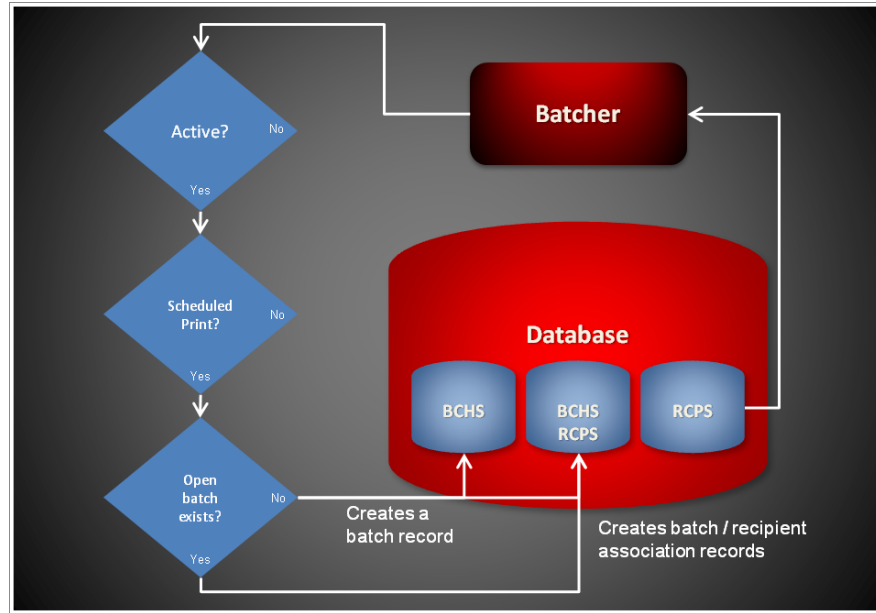 Active?
No
Yes
Batcher
Scheduled
Print?
No
Yes
Database
BCHS
BCHS
RCPS
RCPS
Open
batch
exists?
No
Yes
Creates a
batch record
Creates batch / recipient
association records